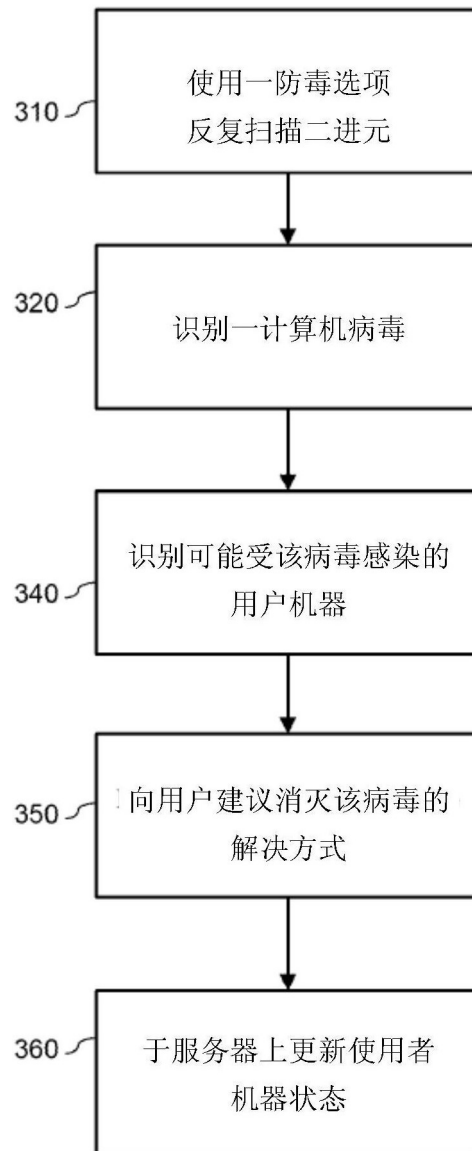 310
使用一防毒选项
反复扫描二进元
320
识别一计算机病毒
340
识别可能受该病毒感染的
用户机器
350
向用户建议消灭该病毒的
解决方式
360
于服务器上更新使用者
机器状态